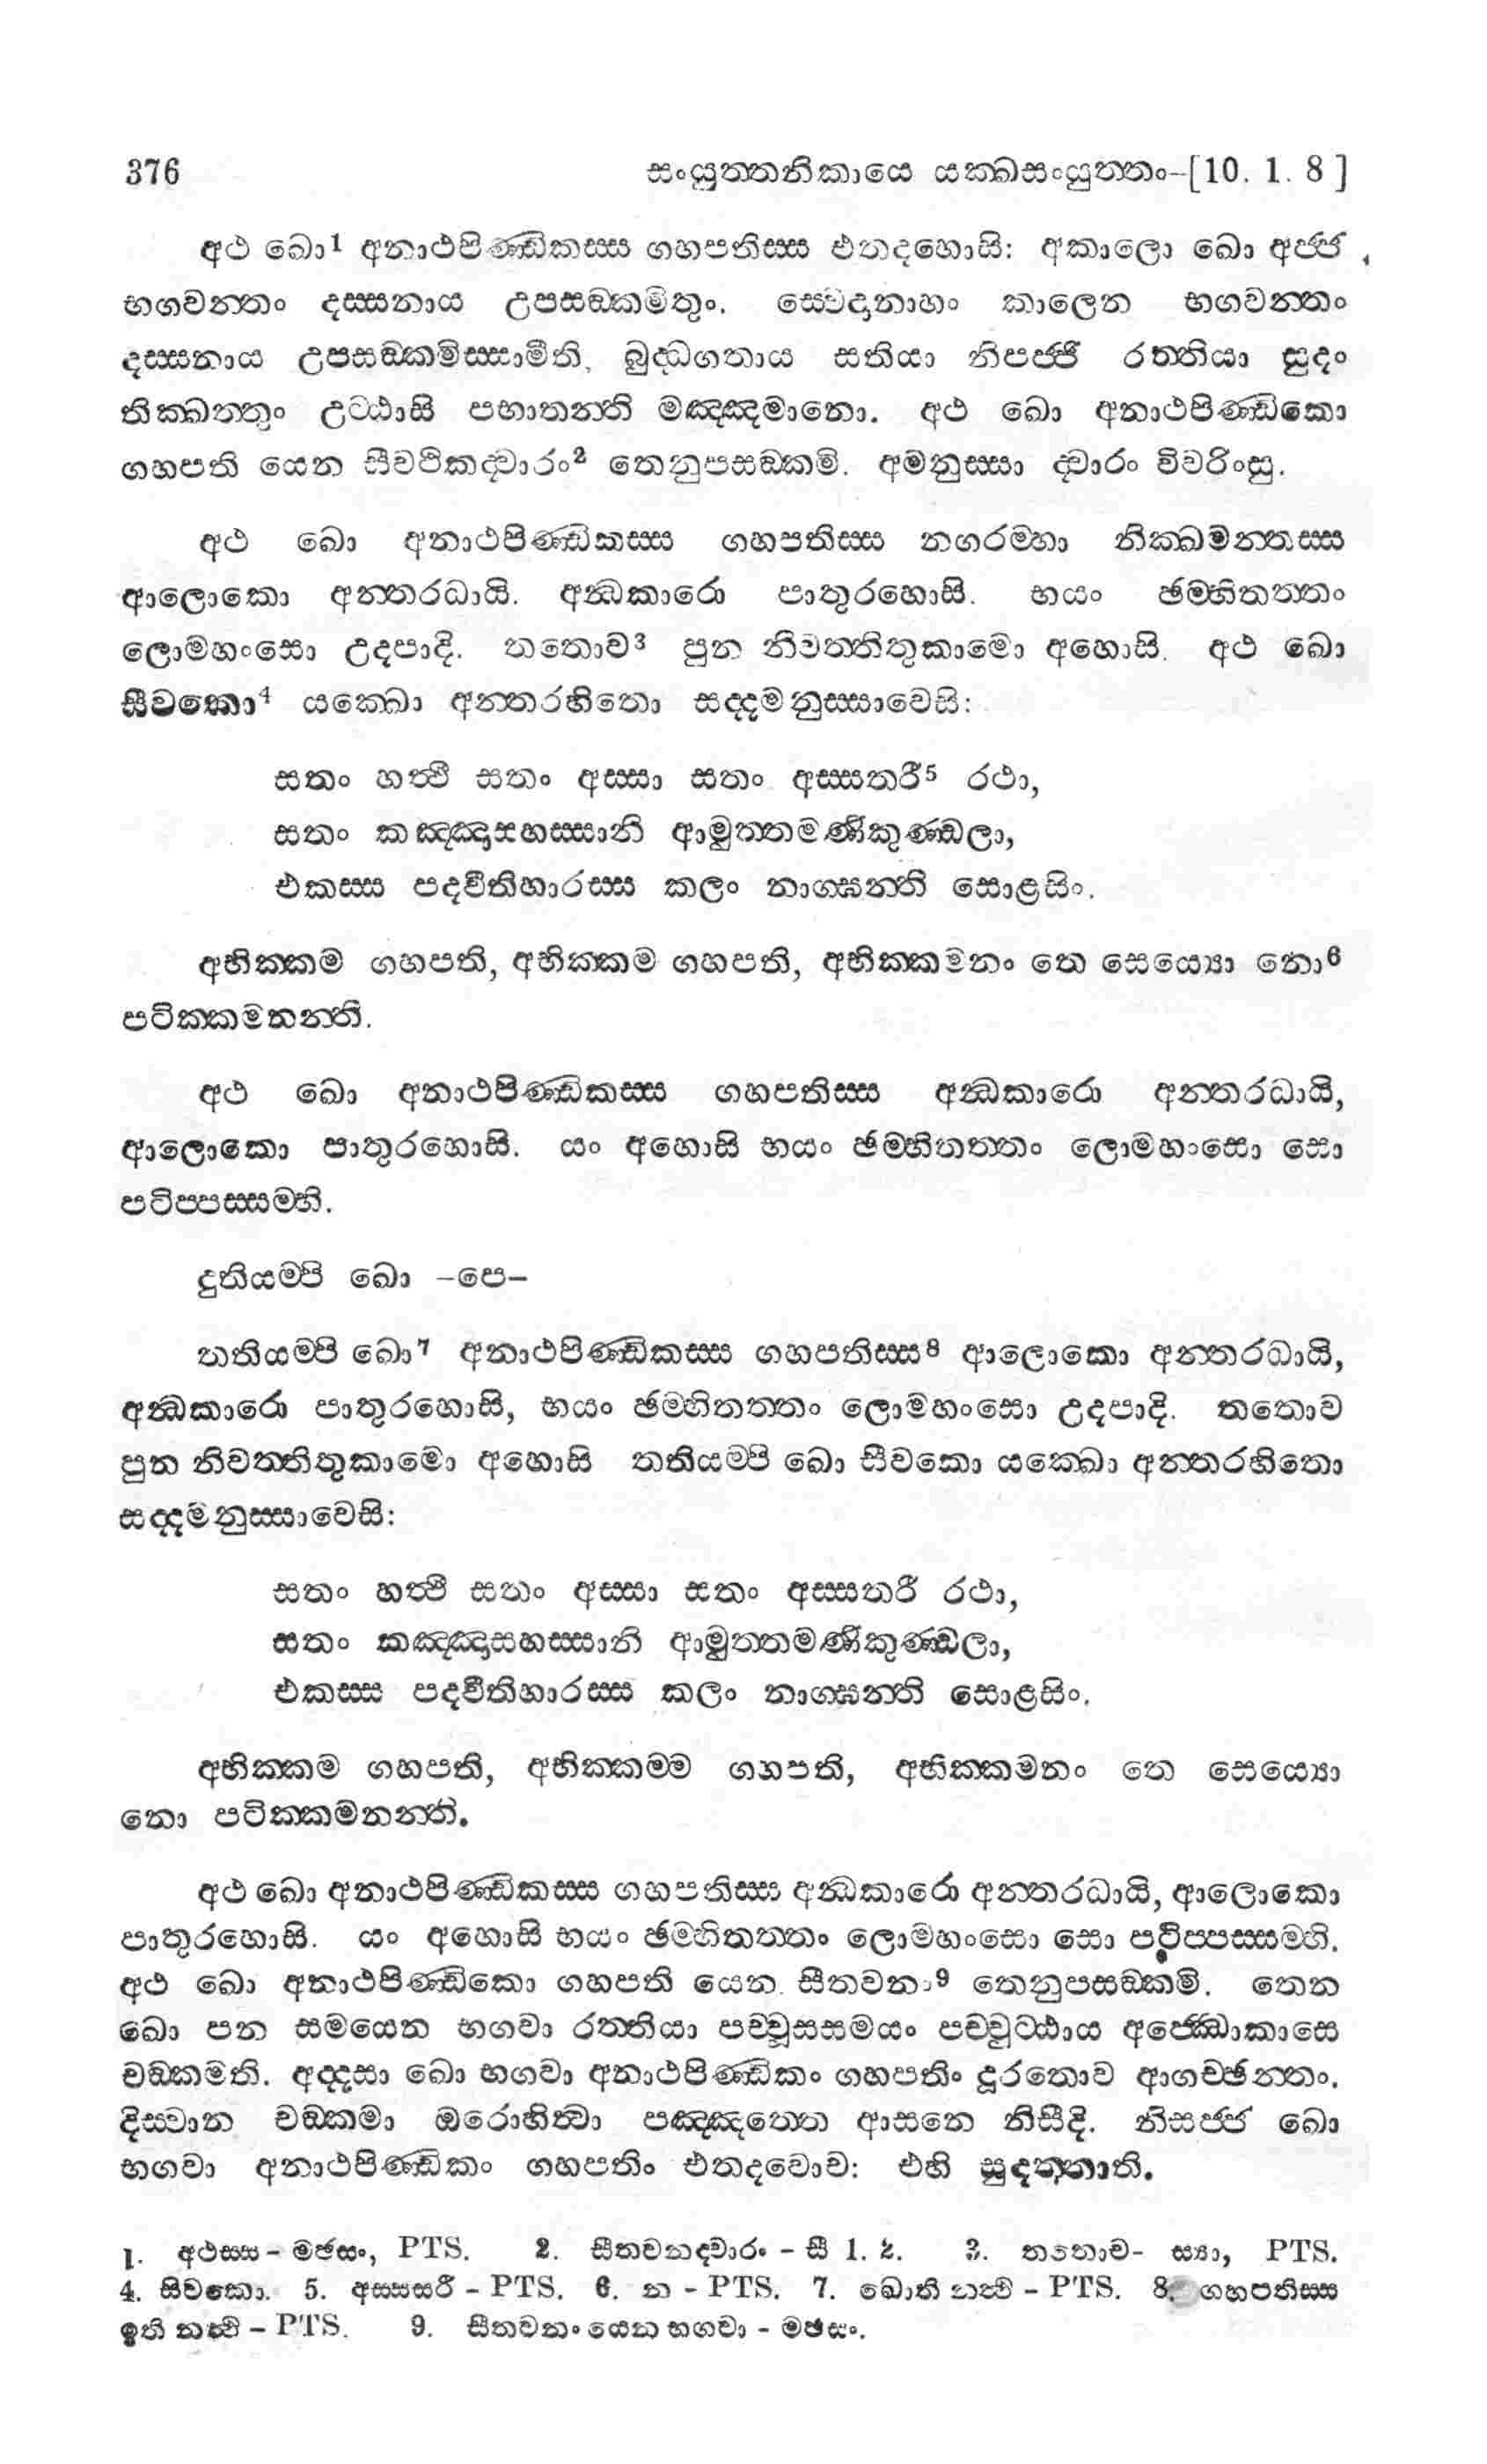 376 සංයුත්තනිකායෙ යක්ඛසංයුත්තං–[10. 1. 8 ]
අථ ඛො1 අනාථපිණ්ඩිකස්ස ගහපතිස්ස එතදහොසි: අකාලො ඛො අජ්ජ
භගවන්තං දස්සනාය උපසඞ්කමිතුං. ස්වෙදානාහං කාලෙන භගවන්තං
දස්සනාය උපසඞ්කමිස්සාමීති, බුද්ධගතාය සතියා නිපජ්ජි රත්තියා සුදං
තික්ඛත්තුං උට්ඨාසි පභාතන්ති මඤ්ඤමානො. අථ ඛො අනාථපිණ්ඩිකො
ගහපති යෙන සීවථිකද්වාරං2 තෙනුපසඞ්කමි. අමනුස්සා ද්වාරං විවරිංසු.
අථ ඛො අනාථපිණ්ඩිකස්ස ගහපතිස්ස නගරම්හා නික්ඛමන්තස්ස
ආලොකො අන්තරධායි. අන්ධකාරො පාතුරහොසි. භයං ඡම්භිතත්තං
ලොමහංසො උදපාදි. තතොව3 පුන නිවත්තිතුකාමො අහොසි. අථ ඛො
සීවකො4 යක්ඛො අන්තරහිතො සද්දමනුස්සාවෙසි:
සතං හත්ථී සතං අස්සා සතං අස්සතරී5 රථා,
සතං කඤ්ඤාසහස්සානි ආමුත්තමණිකුණ්ඩලා,
එකස්ස පදවීතිහාරස්ස කලං නාග්ඝන්ති සොළසිං.
අභික්කම ගහපති, අභික්කම ගහපති, අභික්කමනං තෙ සෙය්‍යො නො6
පටික්කමනන්ති.
අථ ඛො අනාථපිණ්ඩිකස්ස ගහපතිස්ස අන්ධකාරො අන්තරධායි,
ආලොකො පාතුරහොසි. යං අහොසි භයං ඡම්භිතත්තං ලොමහංසො සො
පටිප්පස්සම්භි.
දුතියම්පි ඛො –පෙ–
තතියම්පි ඛො7 අනාථපිණ්ඩිකස්ස ගහපතිස්ස8 ආලොකො අන්තරධායි,
අන්ධකාරො පාතුරහොසි, භයං ඡම්භිතත්තං ලොමහංසො උදපාදි. තතොව
පුන නිවත්තිතුකාමො අහොසි තතියම්පි ඛො සීවකො යක්ඛො අන්තරහිතො
සද්දමනුස්සාවෙසි:
සතං හත්ථී සතං අස්සා සතං අස්සතරී රථා,
සතං කඤ්ඤාසහස්සානි ආමුත්තමණිකුණ්ඩලා,
එකස්ස පදවීතිහාරස්ස කලං නාග්ඝන්ති සොළසිං.
අභික්කම ගහපති, අභික්කමම ගහපති, අභික්කමනං තෙ සෙය්‍යො
නො පටික්කමනන්ති.
අථ ඛො අනාථපිණ්ඩිකස්ස ගහපතිස්ස අන්ධකාරො අන්තරධායි, ආලොකො
පාතුරහොසි. යං අහොසි භයං ඡම්භිතත්තං ලොමහංසො සො පටිප්පස්සම්භි.
අථ ඛො අනාථපිණ්ඩිකො ගහපති යෙන සීතවනං9 තෙනුපසඞ්කමි. තෙන
ඛො පන සමයෙන භගවා රත්තියා පච්චූසසමයං පච්චුට්ඨාය අජ්ඣොකාසෙ
චඞ්කමති. අද්දසා ඛො භගවා අනාථපිණ්ඩිකං ගහපතිං දූරතොව ආගච්ඡන්තං.
දිස්වාන චඞ්කමා ඔරොහිත්වා පඤ්ඤත්තෙ ආසනෙ නිසීදි. නිසජ්ජ ඛො
භගවා අනාථපිණ්ඩිකං ගහපතිං එතදවොච: එහි සුදත්තාති.
1. අථස්ස – මජසං, PTS. 2. සීතවනද්වාරං – සී 1. 2. 3. තතොච- ස්‍යා, PTS.
4. සිවකො. 5. අස්සසරී – PTS. 6. න – PTS. 7. ඛොති නත්ථි – PTS. 8. ගහපතිස්ස
ඉති නත්ථි – PTS. 9. සීතවනං යෙන භගවා – මඡසං.